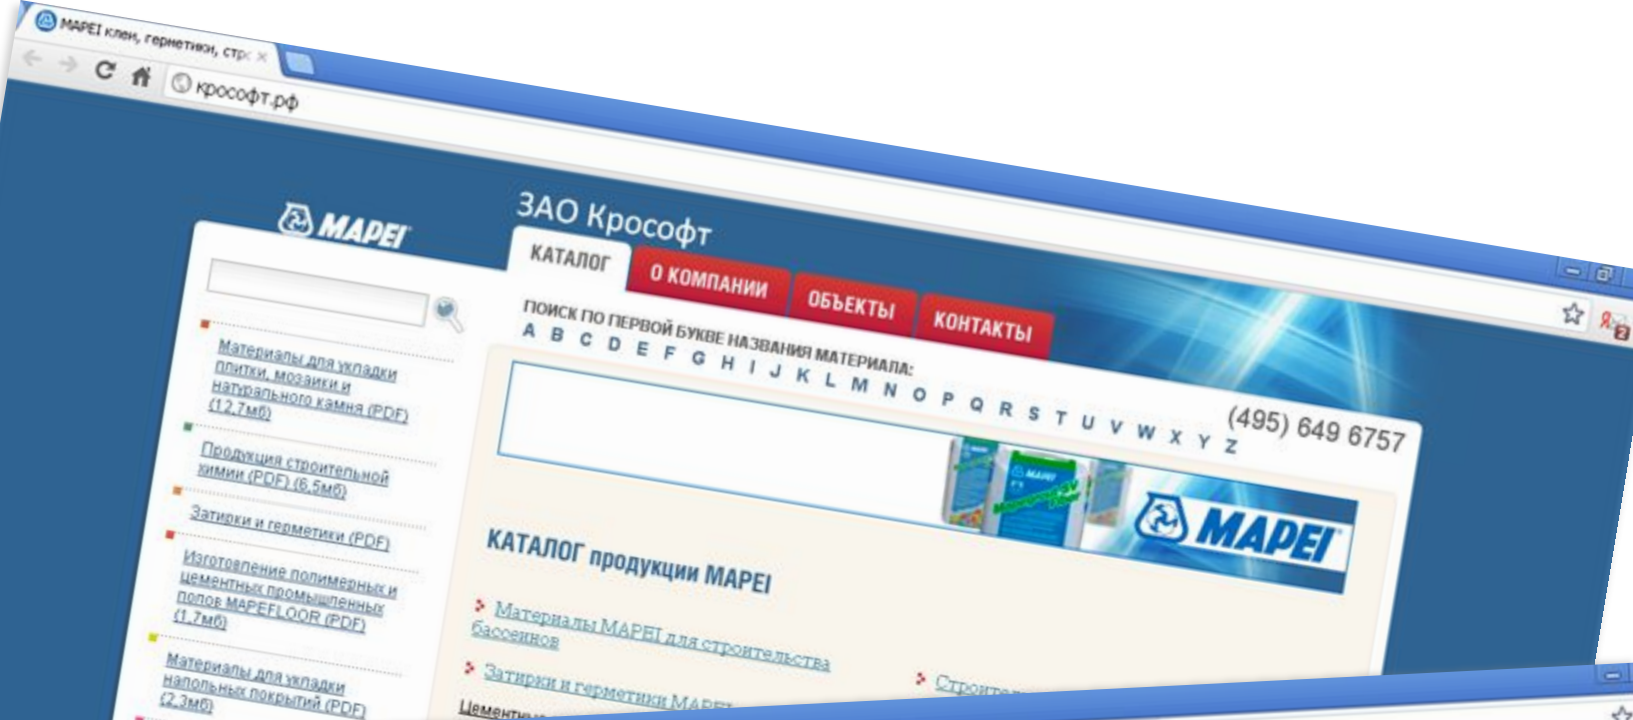 MAPEI клеи, герметики, стр
крософт.рф
MAPEI
ЗАО Крософт
КАТАЛОГ
О КОМПАНИИ
ОБЪЕКТЫ
КОНТАКТЫ
ПОИСК ПО ПЕРВОЙ БУКВЕ НАЗВАНИЯ МАТЕРИАЛА:
A B C D E F G H I J K L M N O P Q R S T U V W X Y Z
(495) 649 6757
Материалы для укладки
плитки, мозаики и
натурального камня (PDF)
(12,7мб)
Продукция строительной
химии (PDF) (6,5мб)
Затирки и герметики (PDF)
Изготовление полимерных и
цементных промышленных
полов MAPEFLOOR (PDF)
(1,7мб)
Материалы для укладки
напольных покрытий (PDF)
(2,3мб)
MAPEI
MAPEI
КАТАЛОГ продукции MAPEI
Материалы MAPEI для строительства
бассейнов
Затирки и герметики MAPEI
Цементные